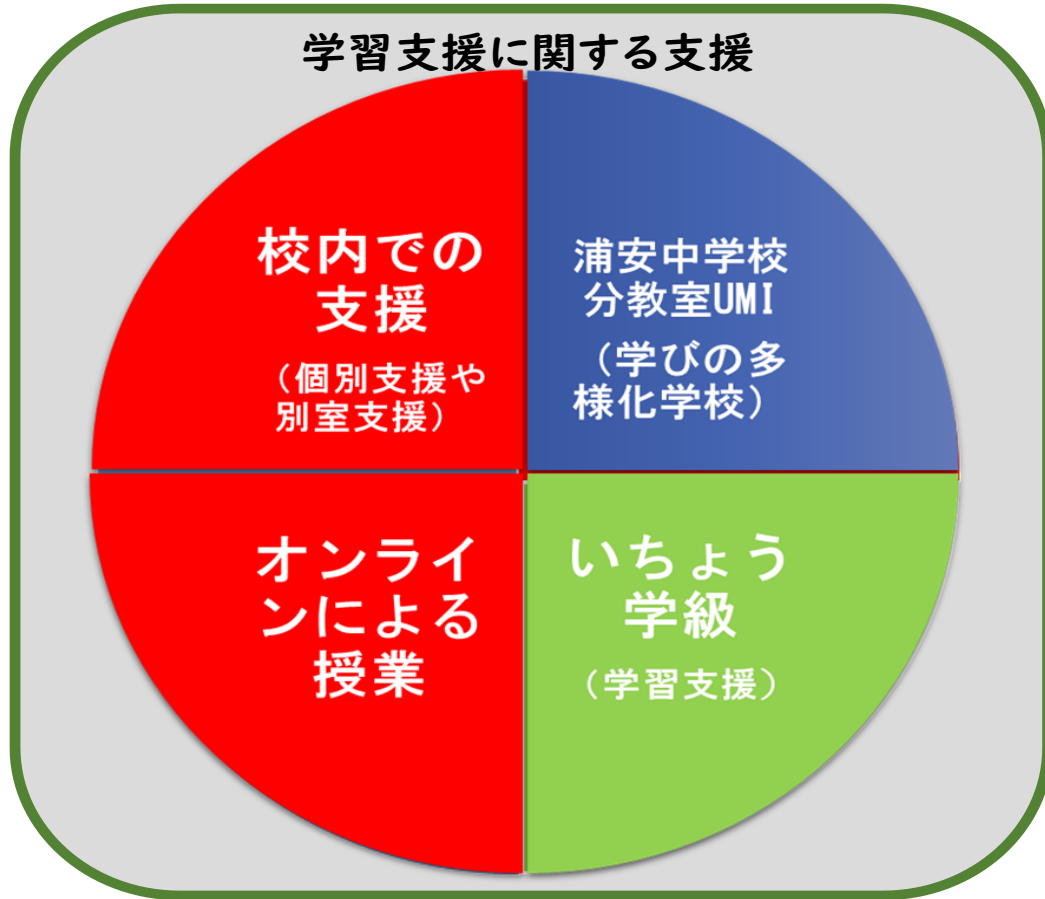 学習支援に関する支援
校内での
支援
（個別支援や
別室支援）
浦安中学校
分教室UMI
（学びの多
様化学校）
オンライ
ンによる
授業
いちょう
学級
（学習支援）